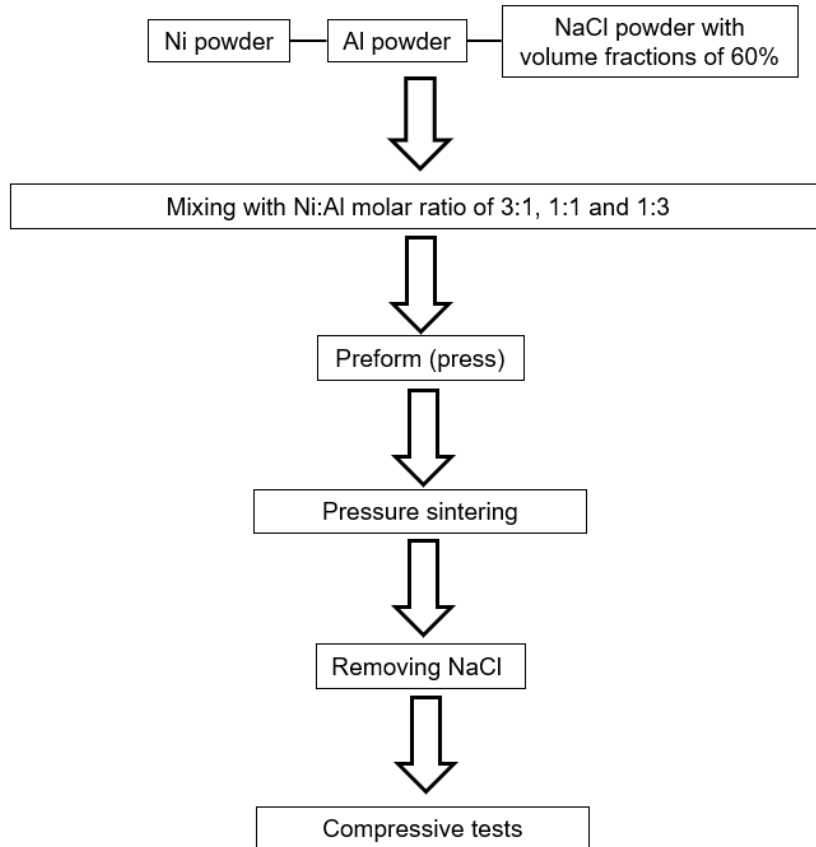 Ni powder
Al powder
NaCl powder with
volume fractions of 60%
Mixing with Ni:Al molar ratio of 3:1, 1:1 and 1:3
Preform (press)
Pressure sintering
Removing NaCl
Compressive tests